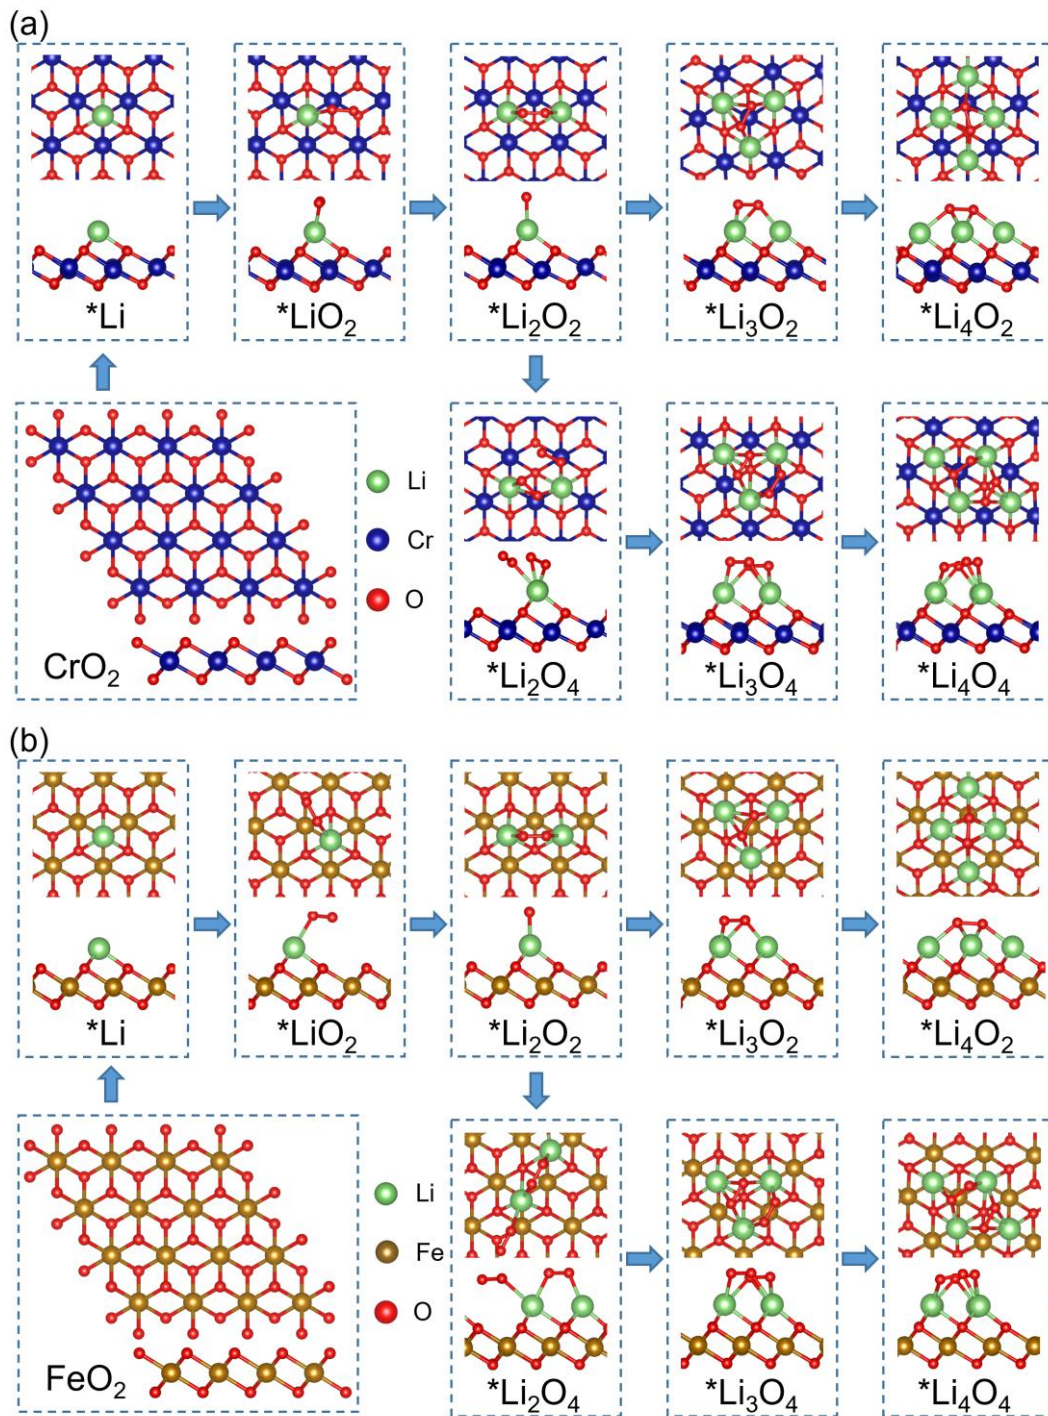 (a)
*Li
*LiO₂
*Li₂O₂
*Li₃O₂
*Li₄O₂
CrO₂
Li
Cr
O
*Li₂O₄
*Li₃O₄
*Li₄O₄
(b)
*Li
*LiO₂
*Li₂O₂
*Li₃O₂
*Li₄O₂
FeO₂
Li
Fe
O
*Li₂O₄
*Li₃O₄
*Li₄O₄